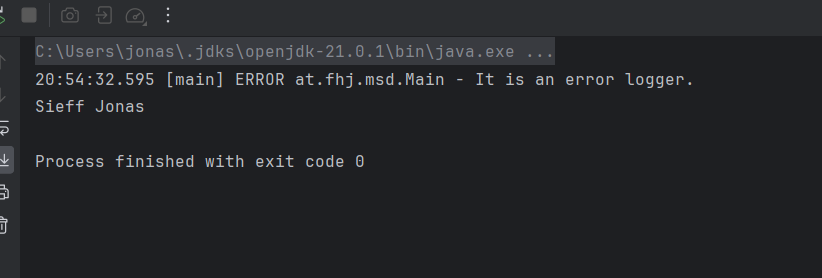 C:\Users\jonas\.jdks\openjdk-21.0.1\bin\java.exe ...
20:54:32.595 [main] ERROR at.fhj.msd.Main - It is an error logger.
Sieff Jonas
Process finished with exit code 0